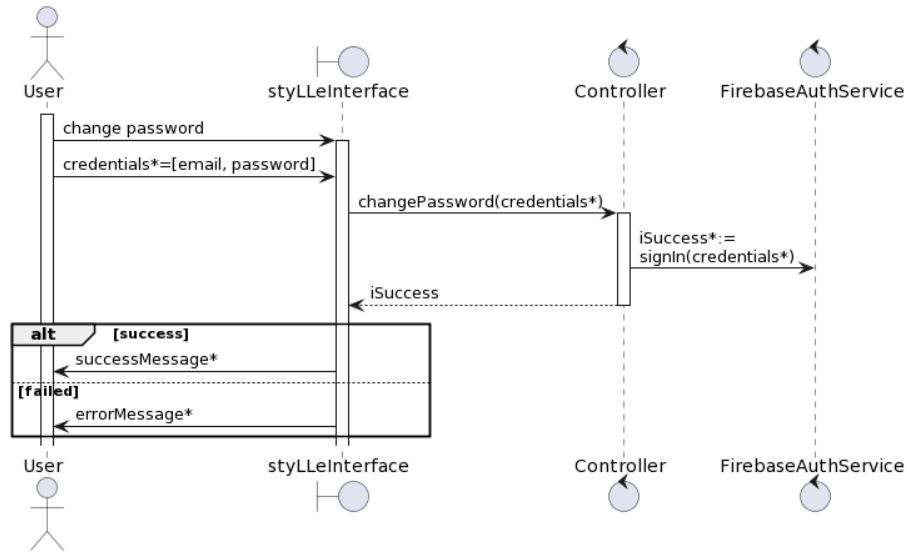 User
styLLeInterface
Controller
FirebaseAuthService
change password
credentials*=[email, password]
changePassword(credentials*)
iSuccess*:=
signIn(credentials*)
iSuccess
alt [success]
successMessage*
[failed]
errorMessage*
User
styLLeInterface
Controller
FirebaseAuthService